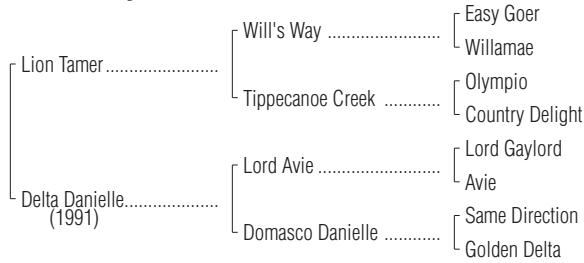 Easy Goer
Will's Way
Willamae
Lion Tamer
Olympio
Tippecanoe Creek
Country Delight
Lord Gaylord
Lord Avie
Avie
Delta Danielle
(1991)
Same Direction
Domasco Danielle
Golden Delta